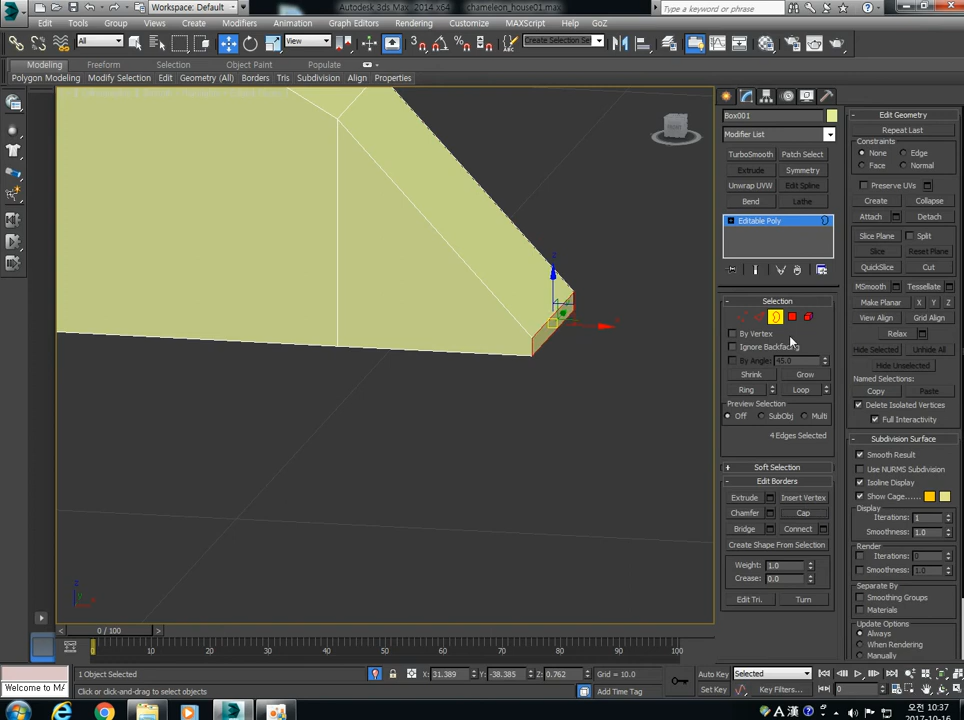 Workspace: Default
Autodesk 3ds Max 2014 x64
chameleon_house01.max
Type a keyword or phrase
Edit Tools Group Views Create Modifiers Animation Graph Editors Rendering Customize MAXScript Help GoZ
All
View
Create Selection Se
Modeling Freeform Selection Object Paint Populate
Polygon Modeling Modify Selection Edit Geometry (All) Borders Tris Subdivision Align Properties
FRONT
Box001
Modifier List
TurboSmooth Patch Select
Extrude Symmetry
Unwrap UVW Edit Spline
Bend Lathe
Editable Poly
Selection
By Vertex
Ignore Backfacing
By Angle: 45.0
Shrink Grow
Ring Loop
Preview Selection
Off SubObj Multi
4 Edges Selected
Soft Selection
Edit Borders
Extrude Insert Vertex
Chamfer Cap
Bridge Connect
Create Shape From Selection
Weight: 1.0
Crease: 0.0
Edit Tri. Turn
Edit Geometry
Repeat Last
Constraints
None Edge
Face Normal
Preserve UVs
Create Collapse
Attach Detach
Slice Plane Split
Slice Reset Plane
QuickSlice Cut
MSmooth Tessellate
Make Planar X Y Z
View Align Grid Align
Relax
Hide Selected Unhide All
Hide Unselected
Named Selections:
Copy Paste
Delete Isolated Vertices
Full Interactivity
Subdivision Surface
Smooth Result
Use NURMS Subdivision
Isoline Display
Show Cage......
Display
Iterations: 1
Smoothness: 1.0
Render
Iterations: 0
Smoothness: 1.0
Separate By
Smoothing Groups
Materials
Update Options
Always
When Rendering
Manually
0 / 100
0 10 20 30 40 50 60 70 80 90 100
1 Object Selected
X: 31.389 Y: -38.385 Z: 0.762 Grid = 10.0
Auto Key Selected
Welcome to MA
Click or click-and-drag to select objects
Add Time Tag
Set Key Key Filters... 0
A 漢
오전 10:37
2017-10-16